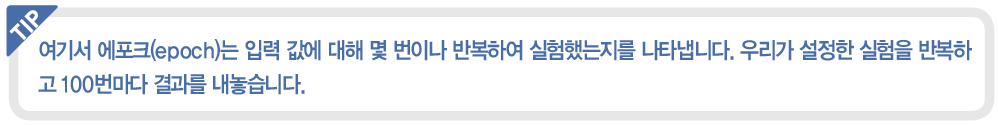 TIP
여기서 에포크(epoch)는 입력 값에 대해 몇 번이나 반복하여 실험했는지를 나타냅니다. 우리가 설정한 실험을 반복하
고 100번마다 결과를 내놓습니다.